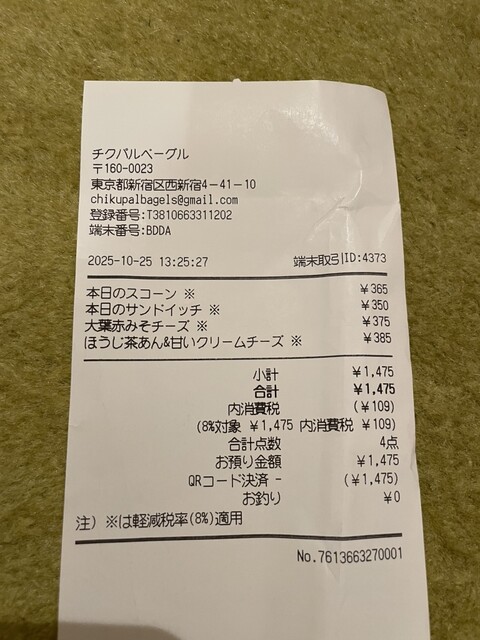 チクパルベーグル
〒160-0023
東京都新宿区西新宿4-41-10
chikupalbagels@gmail.com
登録番号:T3810663311202
端末番号:BDDA
2025-10-25 13:25:27 端末取引ID:4373
本日のスコーン ※ ¥365
本日のサンドイッチ ※ ¥350
大葉赤みそチーズ ※ ¥375
ほうじ茶あん&甘いクリームチーズ ※ ¥385
小計 ¥1,475
合計 ¥1,475
内消費税 (¥109)
(8%対象 ¥1,475 内消費税 ¥109)
合計点数 4点
お預り金額 ¥1,475
QRコード決済 - (¥1,475)
お釣り ¥0
注) ※は軽減税率(8%)適用
No.7613663270001